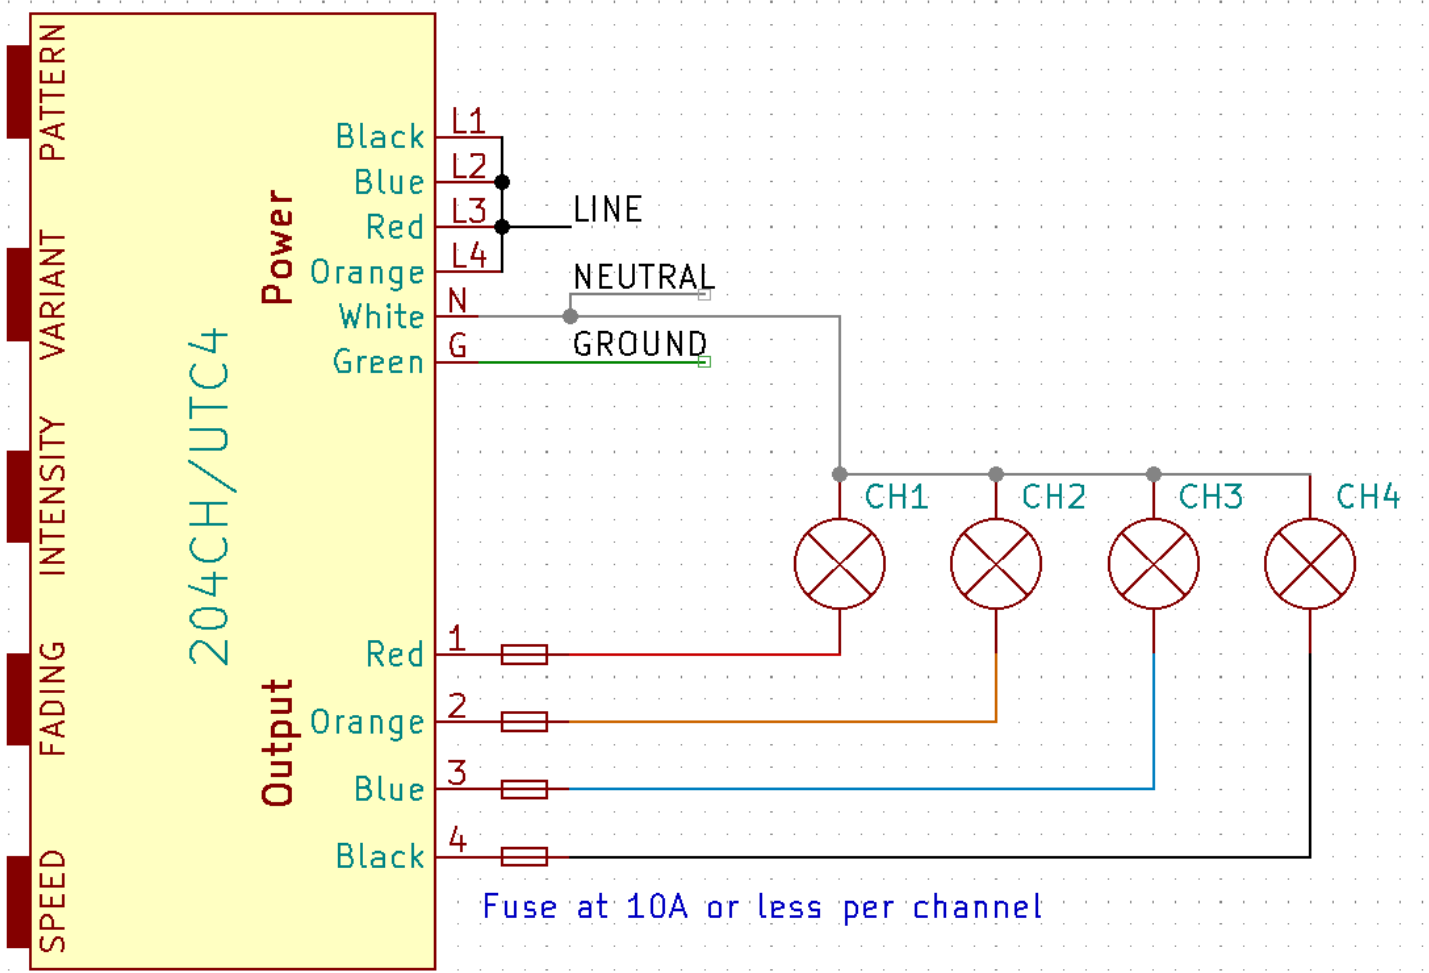 PATTERN
VARIANT
INTENSITY
FADING
SPEED
204CH/UTC4
Power
Black L1
Blue L2
Red L3
Orange L4
White N
Green G
LINE
NEUTRAL
GROUND
CH1 CH2 CH3 CH4
Output
Red 1
Orange 2
Blue 3
Black 4
Fuse at 10A or less per channel